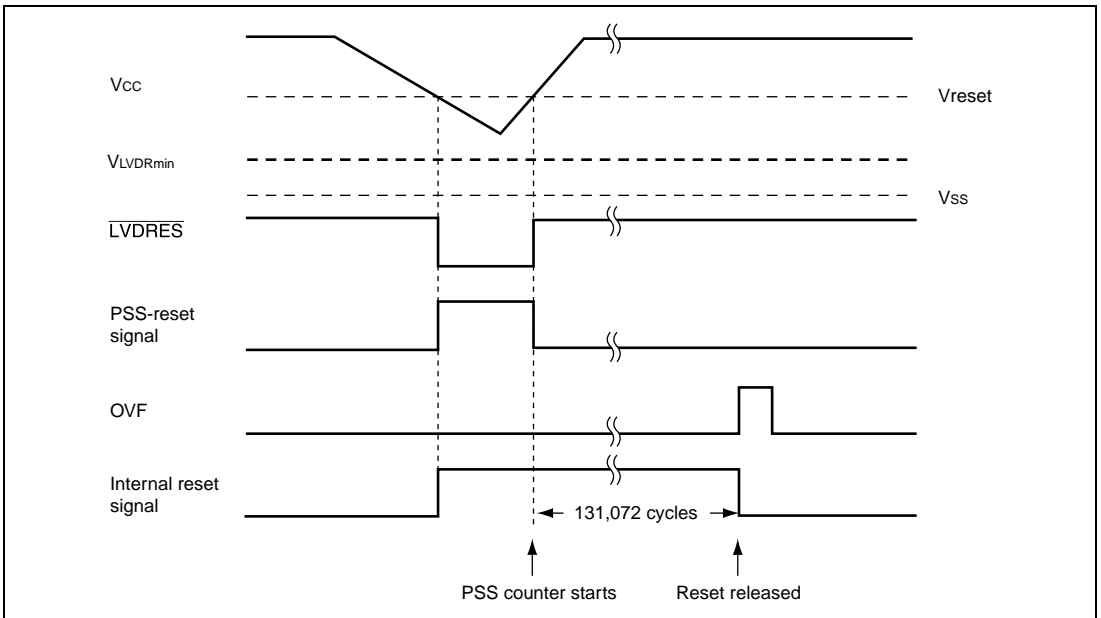 Vcc
Vreset
VLVDRmin
Vss
LVDRES
PSS-reset
signal
OVF
Internal reset
signal
131,072 cycles
PSS counter starts
Reset released